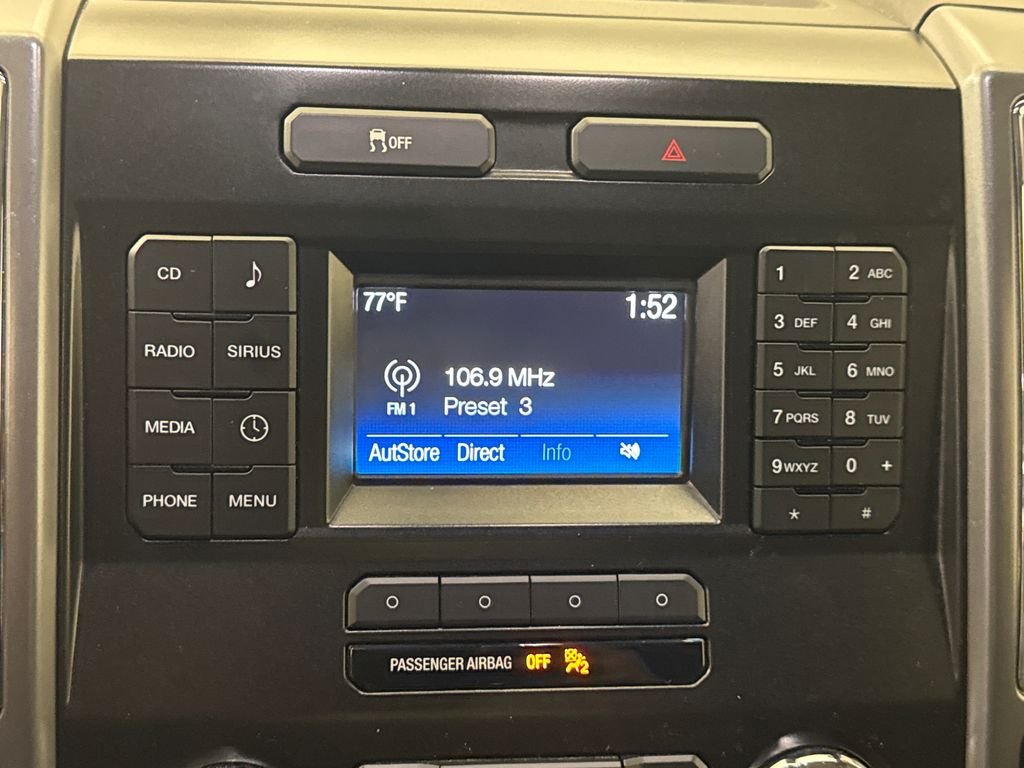 OFF
CD
RADIO SIRIUS
MEDIA
PHONE MENU
77°F 1:52
106.9 MHz
FM 1 Preset 3
AutStore Direct Info
1 2 ABC
3 DEF 4 GHI
5 JKL 6 MNO
7 PQRS 8 TUV
9 WXYZ 0 +
* #
PASSENGER AIRBAG OFF 2